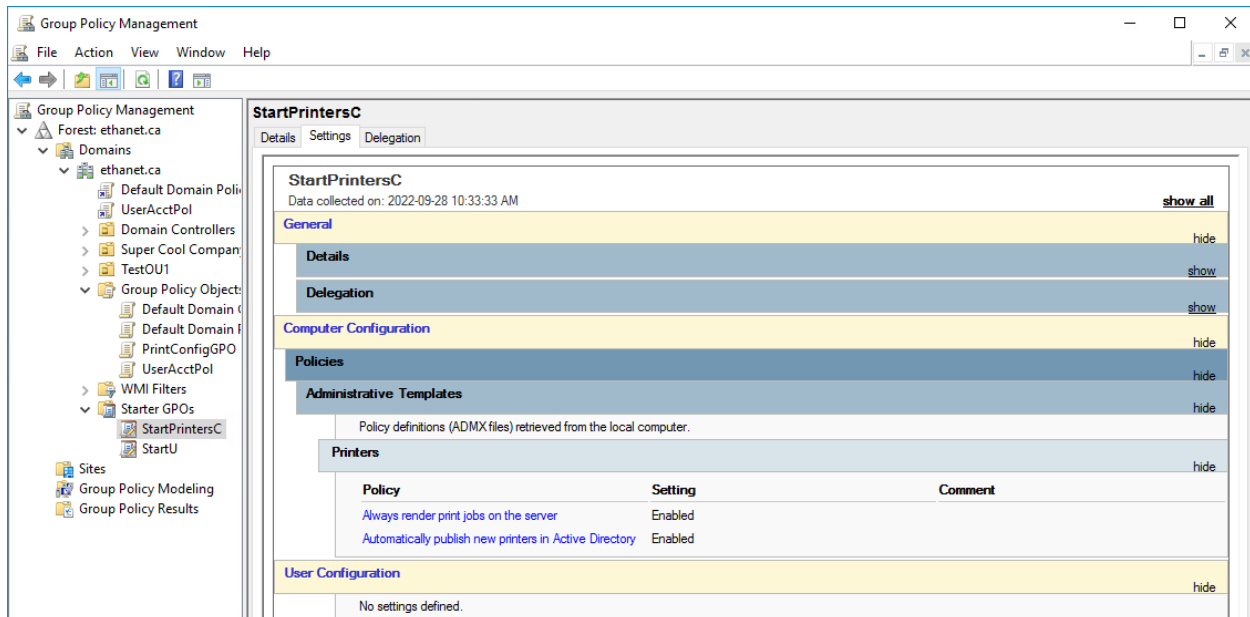 Group Policy Management
File Action View Window Help
Group Policy Management
Forest: ethanet.ca
Domains
ethanet.ca
Default Domain Poli
UserAcctPol
Domain Controllers
Super Cool Company
TestOU1
Group Policy Objects
Default Domain C
Default Domain P
PrintConfigGPO
UserAcctPol
WMI Filters
Starter GPOs
StartPrintersC
StartU
Sites
Group Policy Modeling
Group Policy Results
StartPrintersC
Details Settings Delegation
StartPrintersC
Data collected on: 2022-09-28 10:33:33 AM show all
General hide
Details show
Delegation show
Computer Configuration hide
Policies hide
Administrative Templates hide
Policy definitions (ADMX files) retrieved from the local computer.
Printers hide
Policy Setting Comment
Always render print jobs on the server Enabled
Automatically publish new printers in Active Directory Enabled
User Configuration hide
No settings defined.